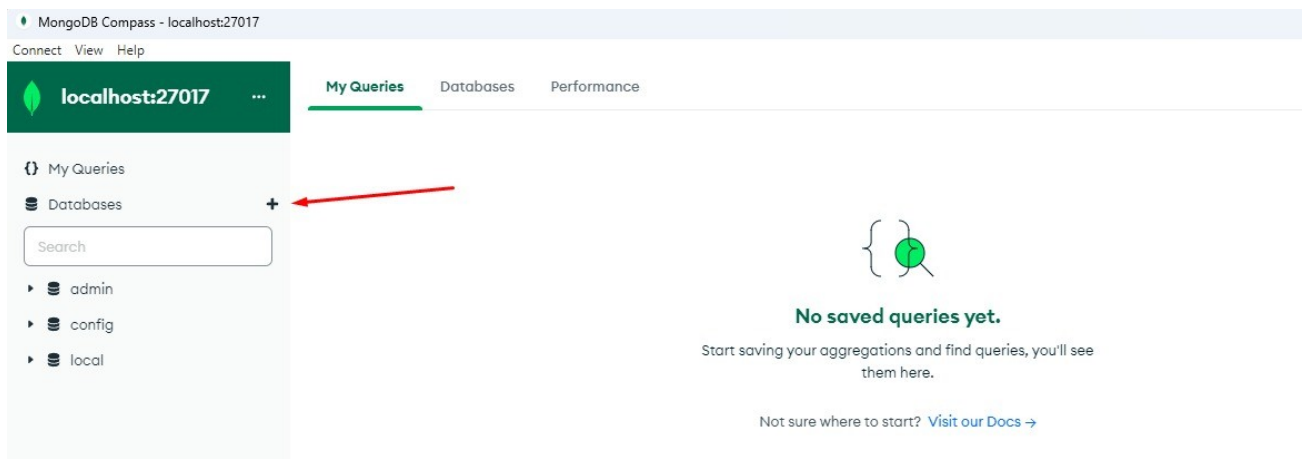 MongoDB Compass - localhost:27017
Connect View Help
localhost:27017 ...
My Queries Databases Performance
{} My Queries
Databases +
Search
admin
config
local
No saved queries yet.
Start saving your aggregations and find queries, you'll see
them here.
Not sure where to start? Visit our Docs →